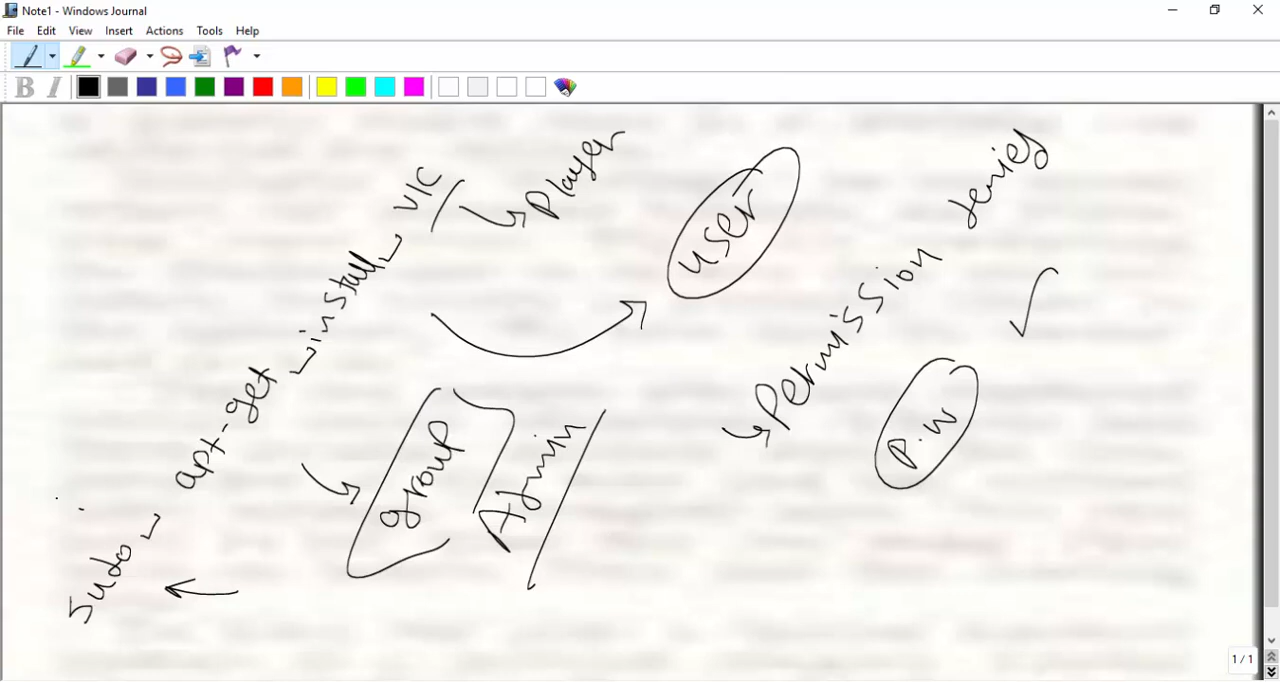 Note1 - Windows Journal
File Edit View Insert Actions Tools Help
B I
sudo apt-get install vlc
Player
user
Permission denied
group
Admin
P.W
1 / 1